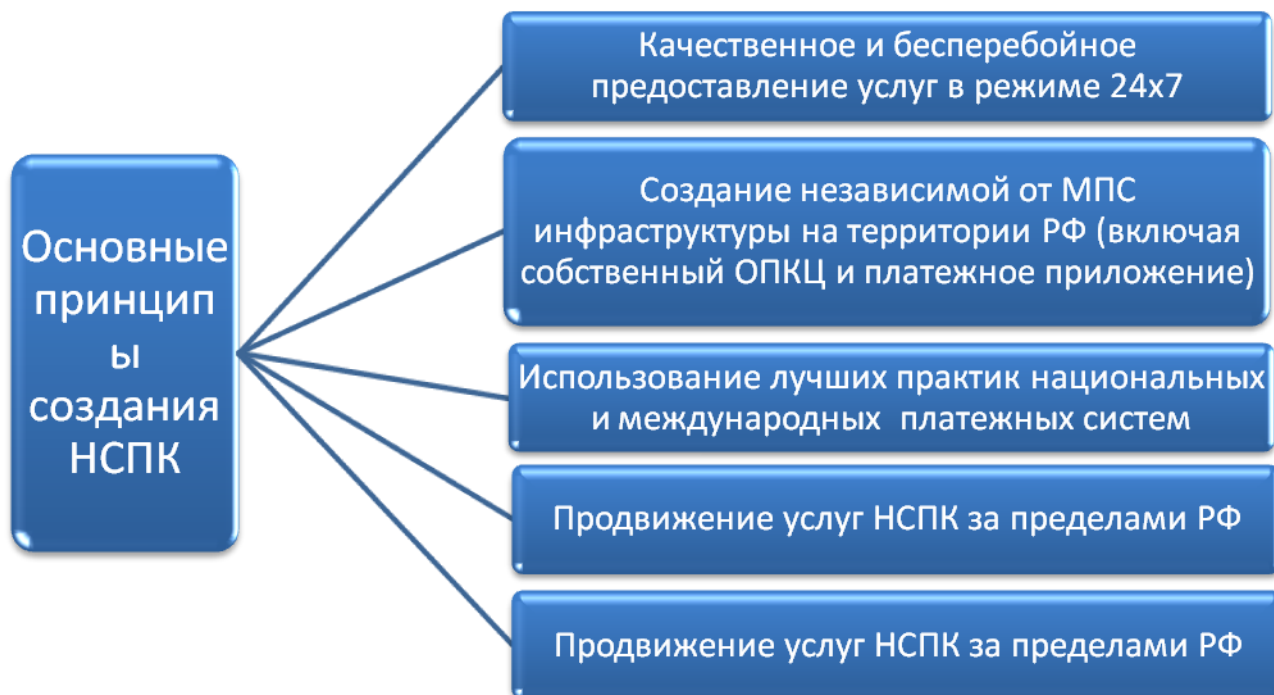 Основные
принцип
ы
создания
НСПК
Качественное и бесперебойное
предоставление услуг в режиме 24х7
Создание независимой от МПС
инфраструктуры на территории РФ (включая
собственный ОПКЦ и платежное приложение)
Использование лучших практик национальных
и международных платежных систем
Продвижение услуг НСПК за пределами РФ
Продвижение услуг НСПК за пределами РФ